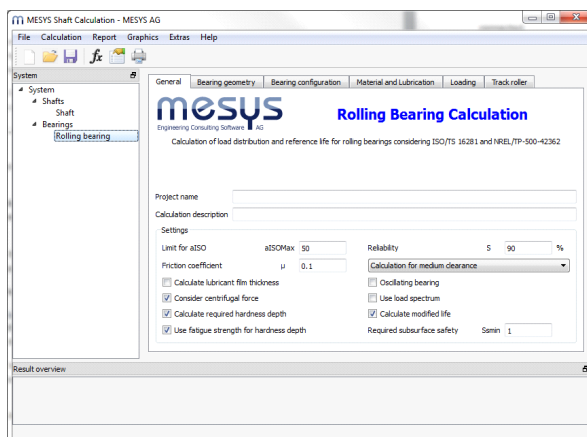 MESYS Shaft Calculation - MESYS AG
File Calculation Report Graphics Extras Help
fx
System
System
Shafts
Shaft
Bearings
Rolling bearing
General Bearing geometry Bearing configuration Material and Lubrication Loading Track roller
mesys
Engineering Consulting Software AG
Rolling Bearing Calculation
Calculation of load distribution and reference life for rolling bearings considering ISO/TS 16281 and NREL/TP-500-42362
Project name
Calculation description
Settings
Limit for aISO aISOMax 50 Reliability S 90 %
Friction coefficient μ 0.1 Calculation for medium clearance
Calculate lubricant film thickness Oscillating bearing
Consider centrifugal force Use load spectrum
Calculate required hardness depth Calculate modified life
Use fatigue strength for hardness depth Required subsurface safety Ssmin 1
Result overview